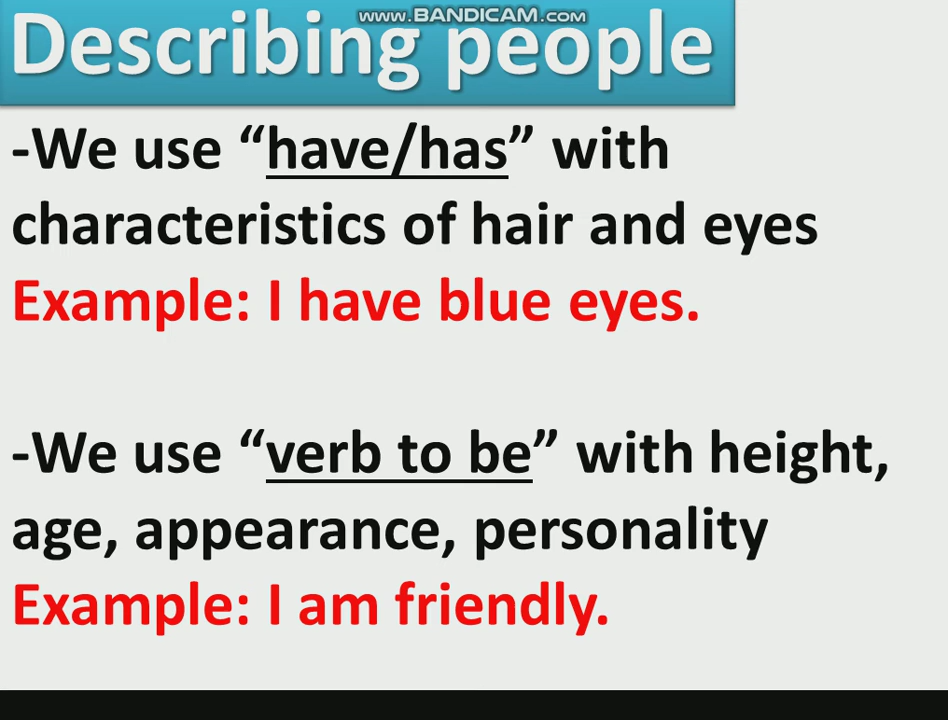 www.BANDICAM.com
Describing people
-We use “have/has” with
characteristics of hair and eyes
Example: I have blue eyes.
-We use “verb to be” with height,
age, appearance, personality
Example: I am friendly.